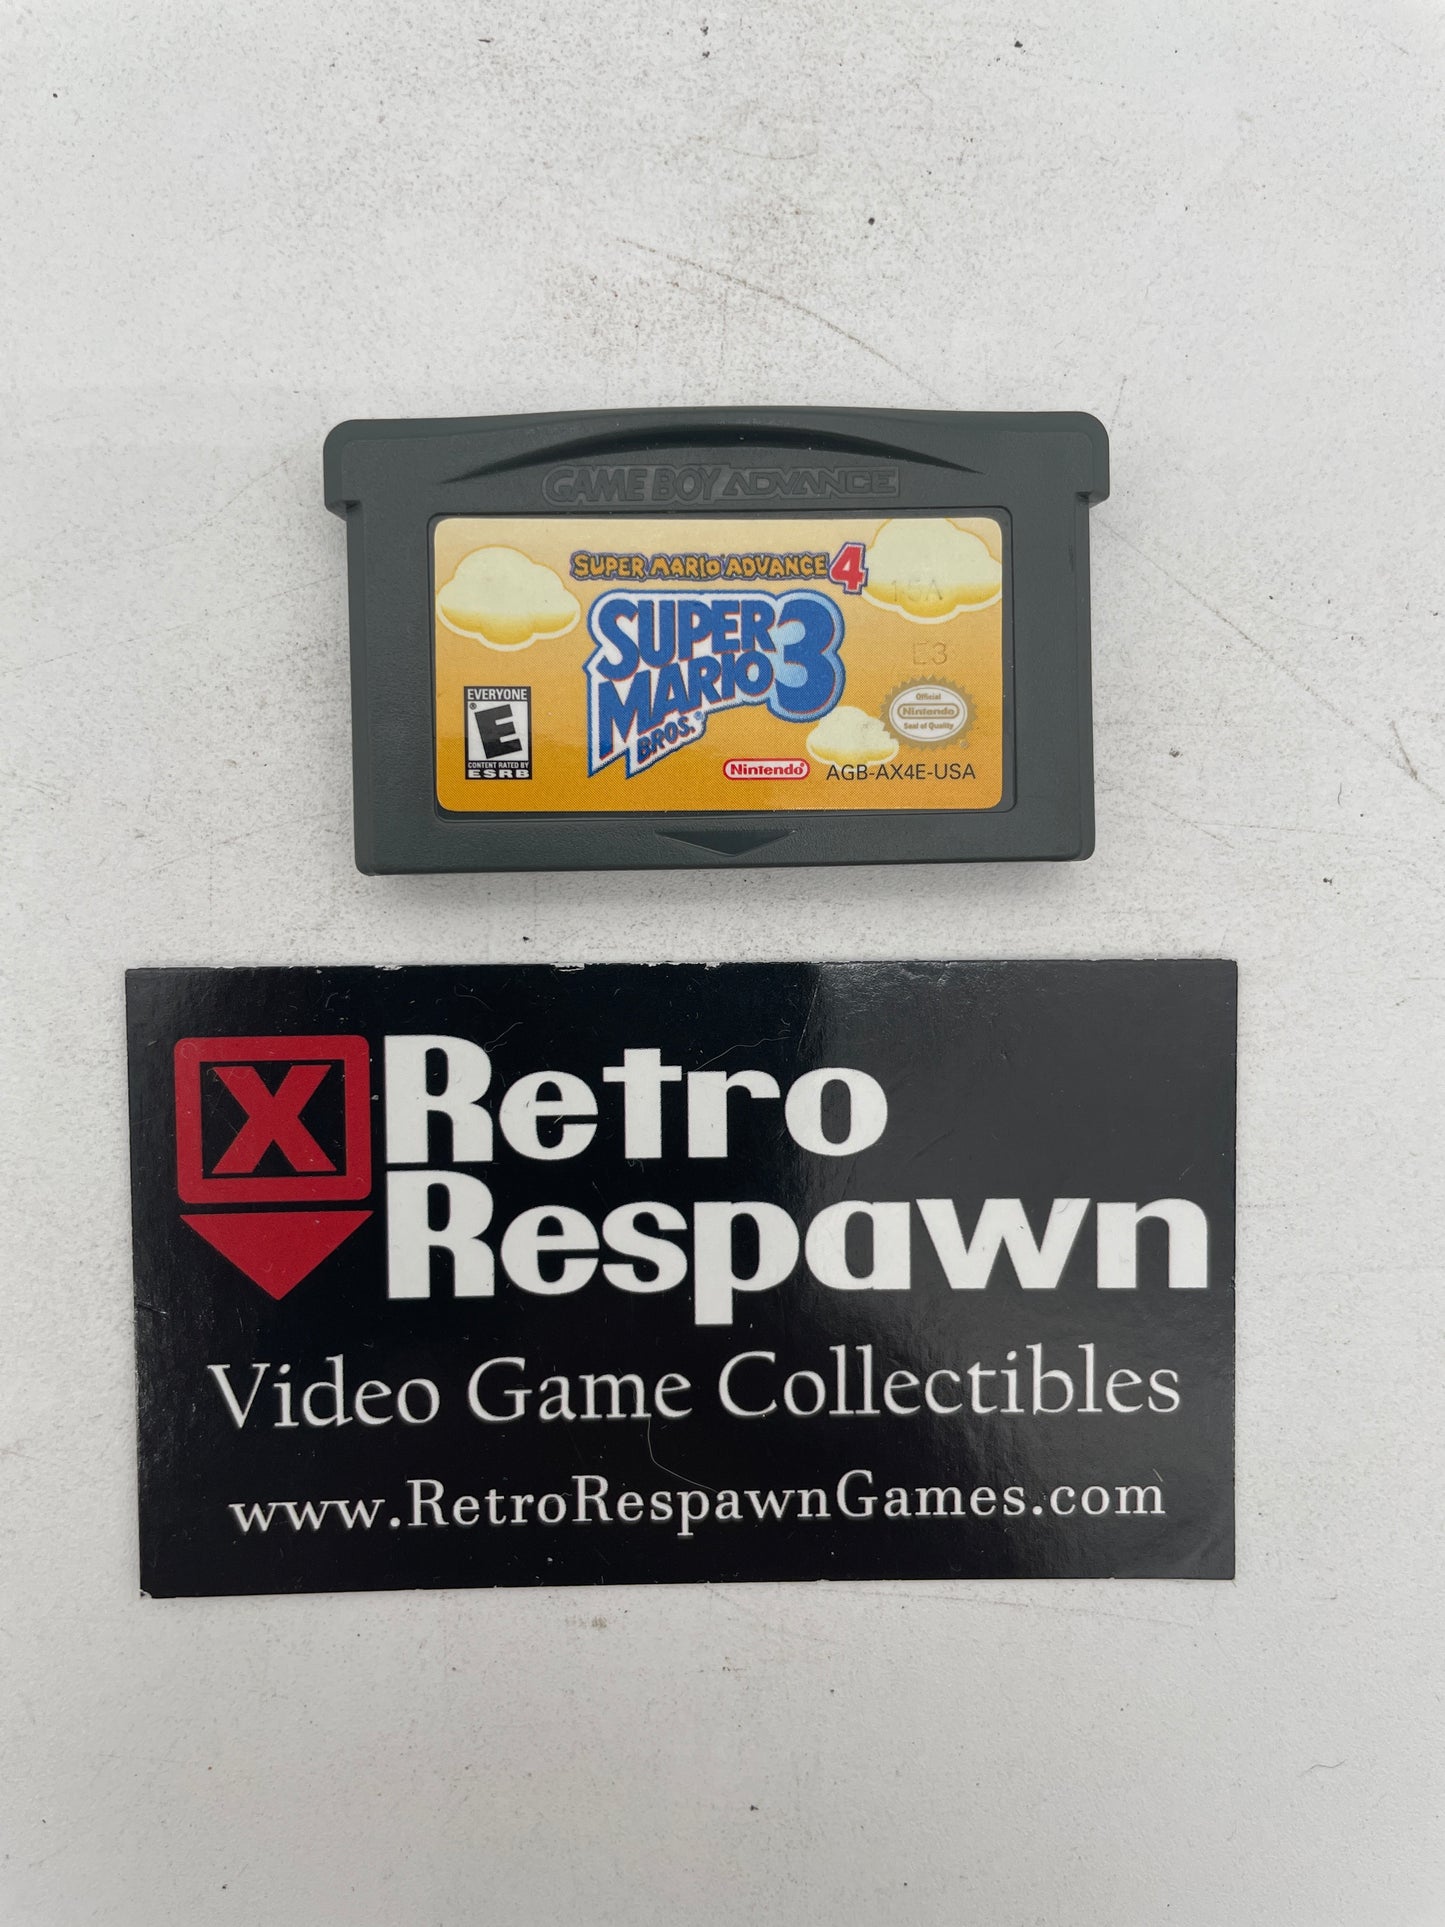 GAME BOY ADVANCE
SUPER MARIO ADVANCE 4
SUPER
MARIO 3
BROS.®
16A
E3
EVERYONE
E
CONTENT RATED BY
ESRB
Official
Nintendo
Seal of Quality
Nintendo®
AGB-AX4E-USA
X
Retro
Respawn
Video Game Collectibles
www.RetroRespawnGames.com